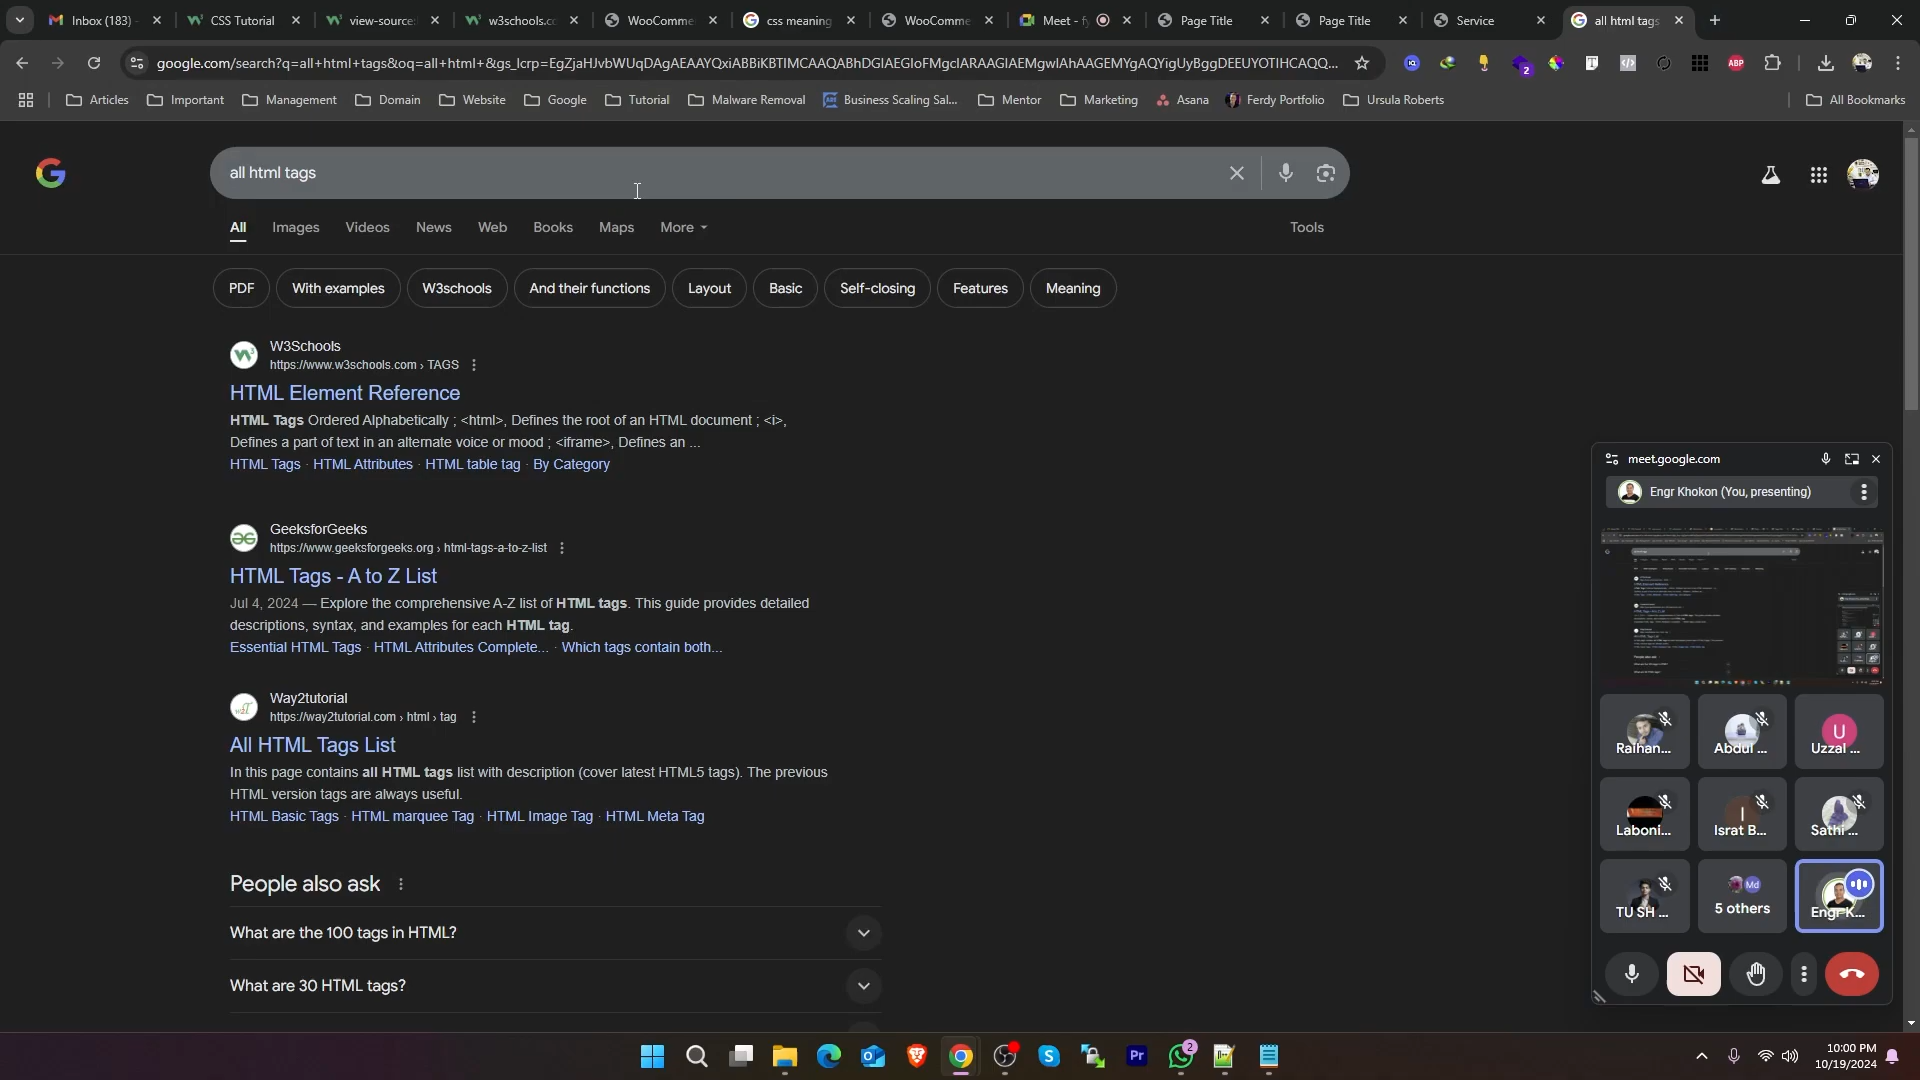 Inbox (183)
CSS Tutorial
view-source:
w3schools.co
WooComme
css meaning
WooComme
Meet - fy
Page Title
Page Title
Service
all html tags
google.com/search?q=all+html+tags&oq=all+html+&gs_lcrp=EgZjaHJvbWUqDAgAEAAYQxiABBiKBTIMCAAQABhDGIAEGIoFMgcIARAAGIAEMgwIAhAAGEMYgAQYigUyBggDEEUYOTIHCAQQ...
2
ABP
Articles
Important
Management
Domain
Website
Google
Tutorial
Malware Removal
Business Scaling Sal...
Mentor
Marketing
Asana
Ferdy Portfolio
Ursula Roberts
All Bookmarks
all html tags
All Images Videos News Web Books Maps More Tools
PDF
With examples
W3schools
And their functions
Layout
Basic
Self-closing
Features
Meaning
W3Schools
https://www.w3schools.com › TAGS
HTML Element Reference
HTML Tags Ordered Alphabetically ; <html>, Defines the root of an HTML document ; <i>,
Defines a part of text in an alternate voice or mood ; <iframe>, Defines an ...
HTML Tags · HTML Attributes · HTML table tag · By Category
GeeksforGeeks
https://www.geeksforgeeks.org › html-tags-a-to-z-list
HTML Tags - A to Z List
Jul 4, 2024 — Explore the comprehensive A-Z list of HTML tags. This guide provides detailed
descriptions, syntax, and examples for each HTML tag.
Essential HTML Tags · HTML Attributes Complete... · Which tags contain both...
Way2tutorial
https://way2tutorial.com › html › tag
All HTML Tags List
In this page contains all HTML tags list with description (cover latest HTML5 tags). The previous
HTML version tags are always useful.
HTML Basic Tags · HTML marquee Tag · HTML Image Tag · HTML Meta Tag
People also ask
What are the 100 tags in HTML?
What are 30 HTML tags?
meet.google.com
Engr Khokon (You, presenting)
Raihan...
Abdul ...
U
Uzzal ...
Laboni...
I
Israt B...
Sathi ...
TU SH ...
Md
5 others
Engr K...
Pr
2
10:00 PM
10/19/2024